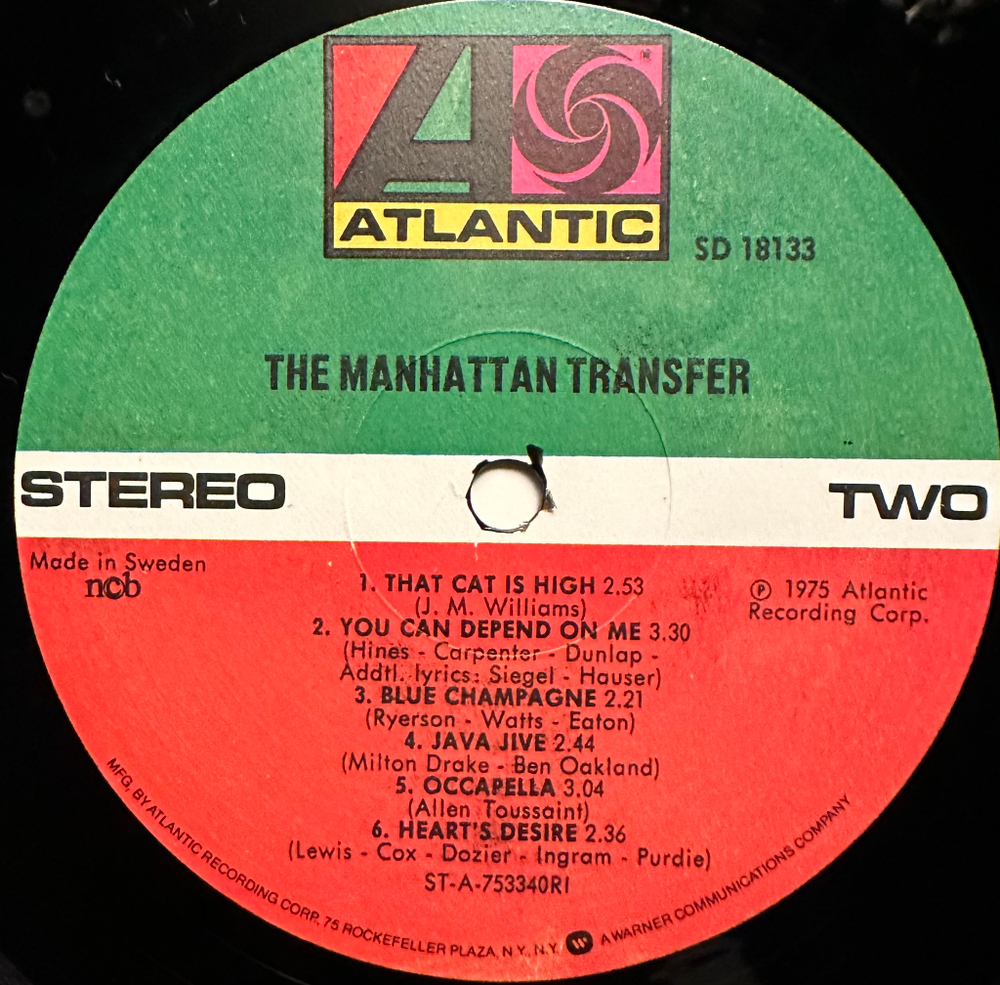 ATLANTIC
SD 18133
THE MANHATTAN TRANSFER
STEREO
TWO
Made in Sweden
ncb
℗ 1975 Atlantic
Recording Corp.
1. THAT CAT IS HIGH 2.53
(J. M. Williams)
2. YOU CAN DEPEND ON ME 3.30
(Hines - Carpenter - Dunlap -
Addtl. lyrics: Siegel - Hauser)
3. BLUE CHAMPAGNE 2.21
(Ryerson - Watts - Eaton)
4. JAVA JIVE 2.44
(Milton Drake - Ben Oakland)
5. OCCAPELLA 3.04
(Allen Toussaint)
6. HEART'S DESIRE 2.36
(Lewis - Cox - Dozier - Ingram - Purdie)
ST-A-753340RI
MFG. BY ATLANTIC RECORDING CORP. 75 ROCKEFELLER PLAZA, N.Y., N.Y. W A WARNER COMMUNICATIONS COMPANY